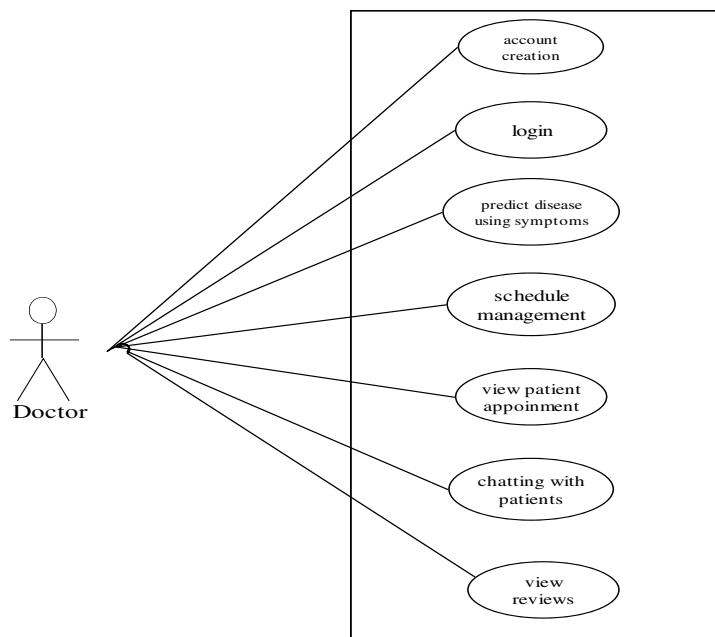 account
creation
login
predict disease
using symptoms
schedule
management
Doctor
view patient
appoinment
chatting with
patients
view
reviews